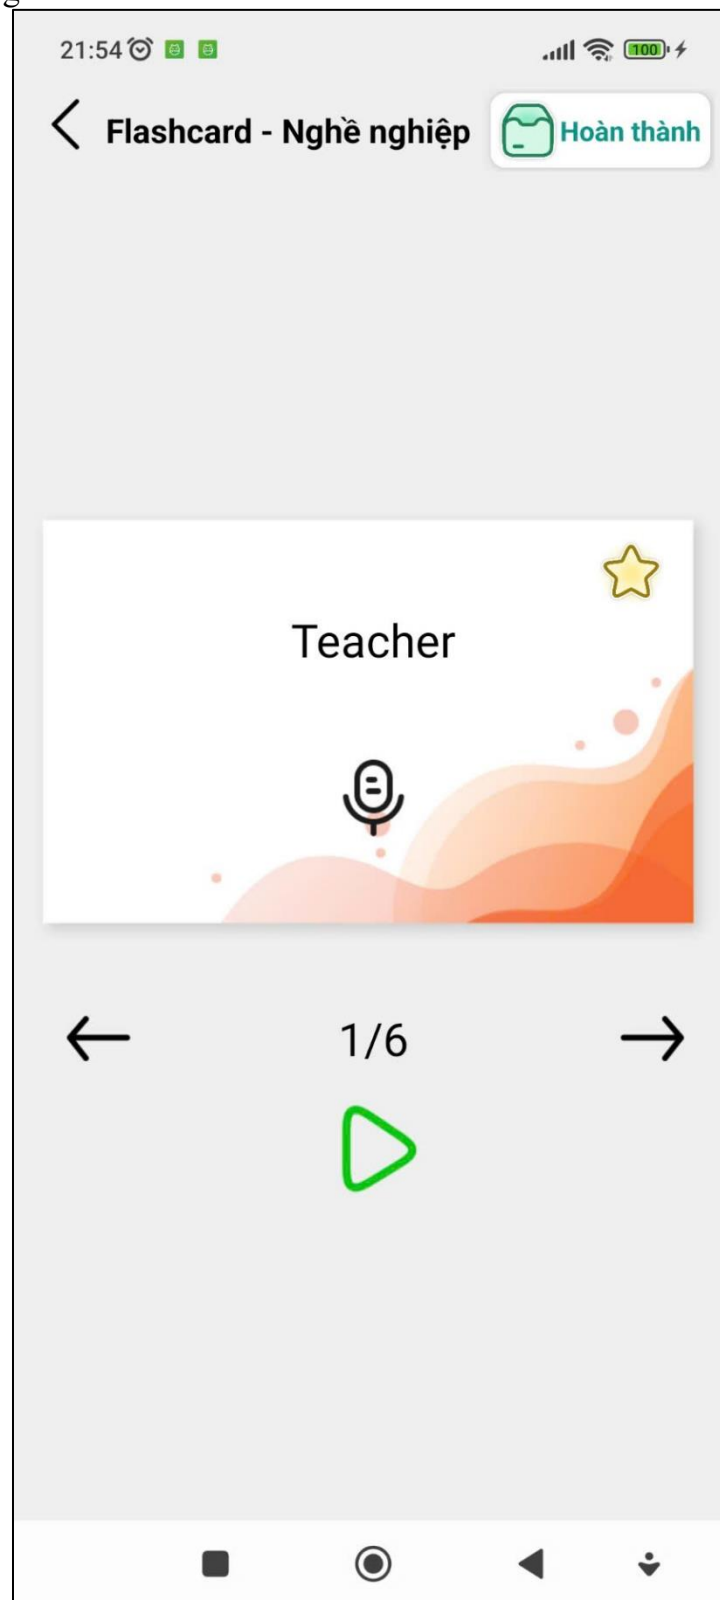 g
21:54
100
Flashcard - Nghề nghiệp
Hoàn thành
Teacher
1/6